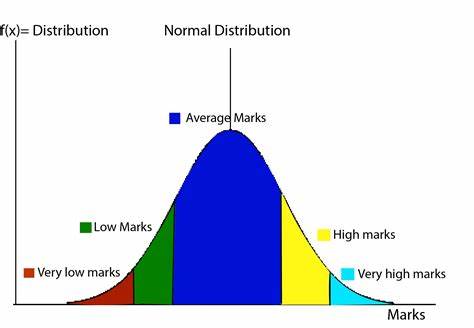 f(x)= Distribution
Normal Distribution
Average Marks
Low Marks
High marks
Very low marks
Very high marks
Marks